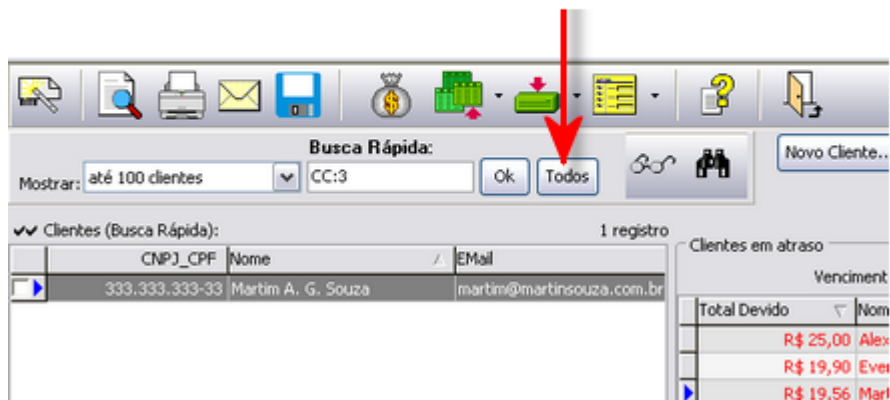 Busca Rápida:
Mostrar: até 100 clientes CC:3 Ok Todos Novo Cliente..
Clientes (Busca Rápida): 1 registro
CNPJ_CPF Nome EMail
333.333.333-33 Martim A. G. Souza martim@martinsouza.com.br
Clientes em atraso
Venciment
Total Devido Nom
R$ 25,00 Alex
R$ 19,90 Ever
R$ 19,56 Mart